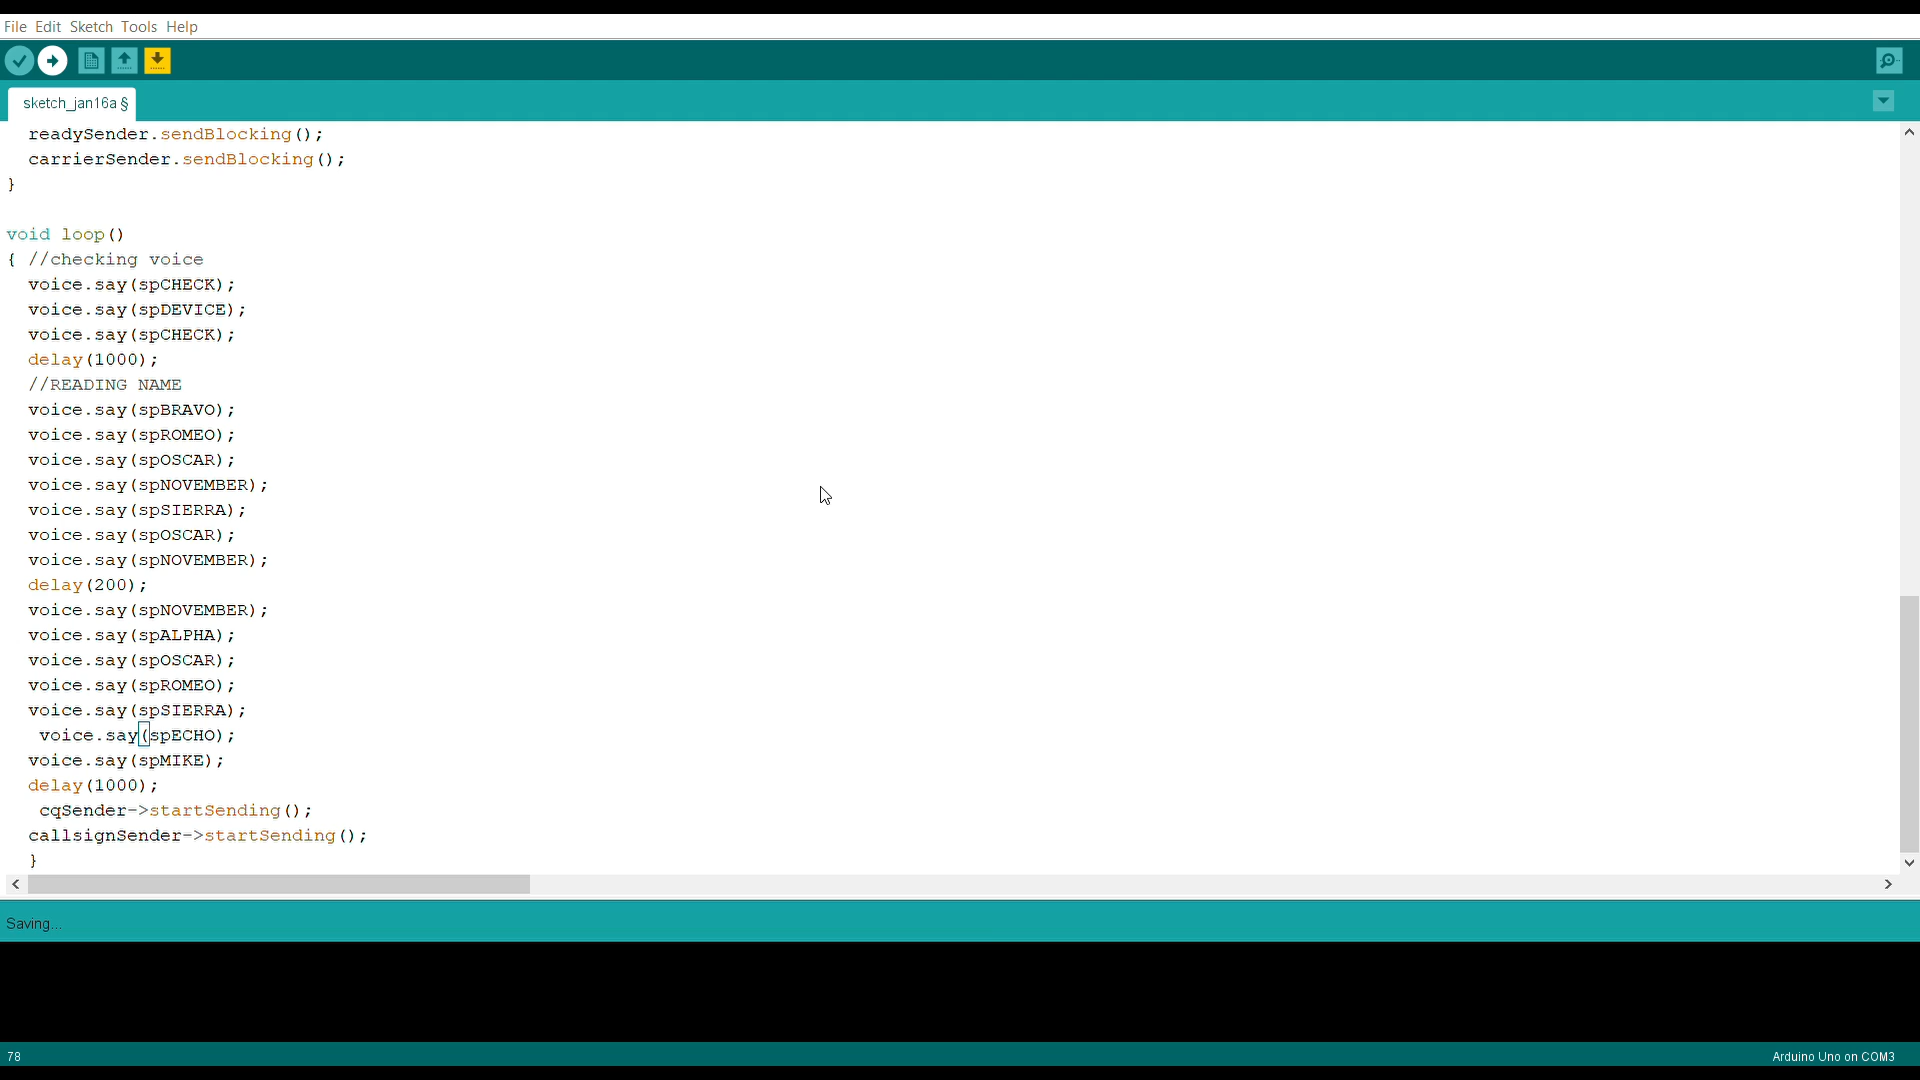 File Edit Sketch Tools Help
sketch_jan16a §
  readySender.sendBlocking();
  carrierSender.sendBlocking();
}
void loop()
{ //checking voice
  voice.say(spCHECK);
  voice.say(spDEVICE);
  voice.say(spCHECK);
  delay(1000);
  //READING NAME
  voice.say(spBRAVO);
  voice.say(spROMEO);
  voice.say(spOSCAR);
  voice.say(spNOVEMBER);
  voice.say(spSIERRA);
  voice.say(spOSCAR);
  voice.say(spNOVEMBER);
  delay(200);
  voice.say(spNOVEMBER);
  voice.say(spALPHA);
  voice.say(spOSCAR);
  voice.say(spROMEO);
  voice.say(spSIERRA);
   voice.say(spECHO);
  voice.say(spMIKE);
  delay(1000);
   cqSender->startSending();
  callsignSender->startSending();
  }
Saving...
78
Arduino Uno on COM3